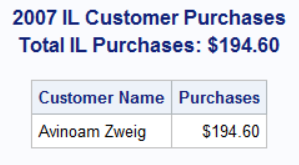 2007 IL Customer Purchases
Total IL Purchases: $194.60
Customer Name Purchases
Avinoam Zweig $194.60